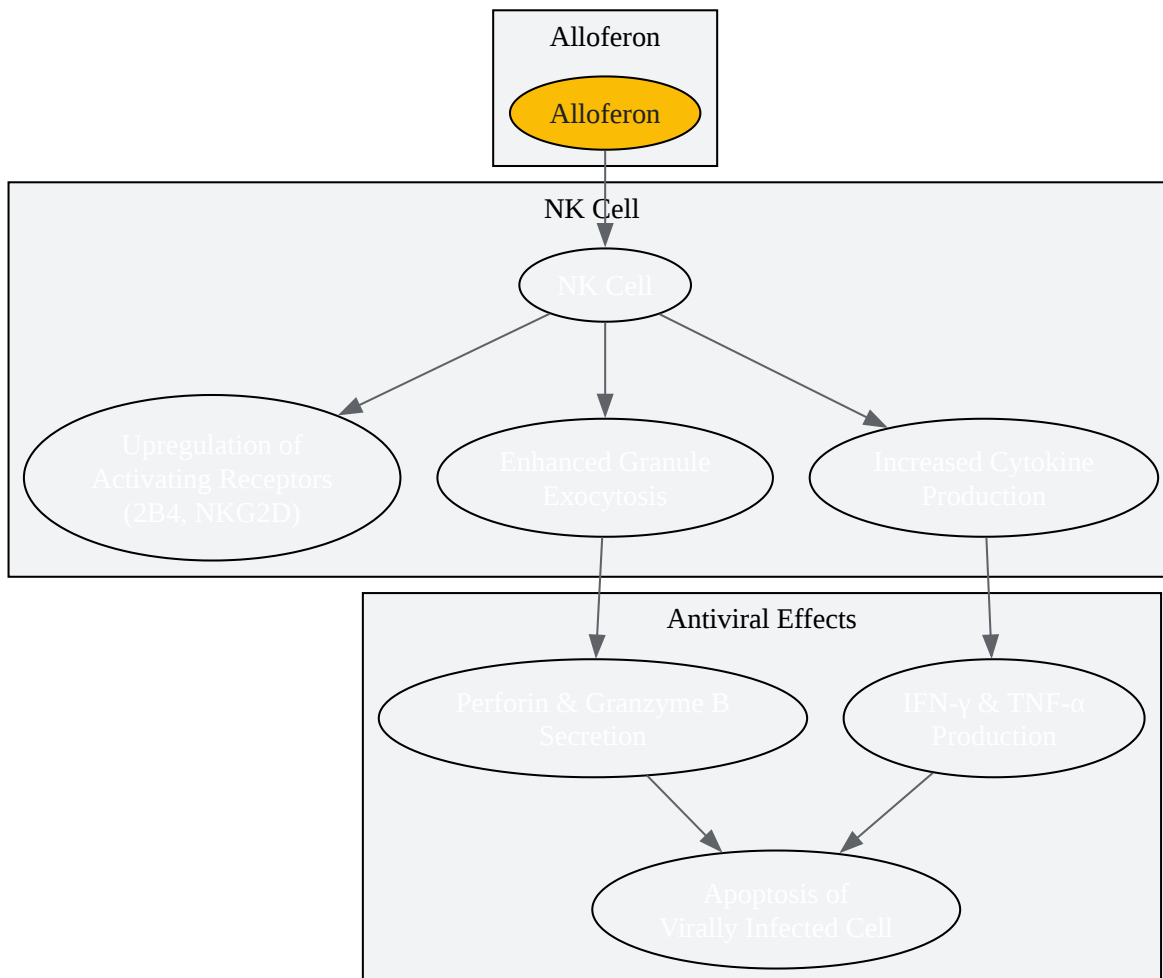 Alloferon
Alloferon
NK Cell
NK Cell
Upregulation of
Activating Receptors
(2B4, NKG2D)
Enhanced Granule
Exocytosis
Increased Cytokine
Production
Antiviral Effects
Perforin & Granzyme B
Secretion
IFN-γ & TNF-α
Production
Apoptosis of
Virally Infected Cell